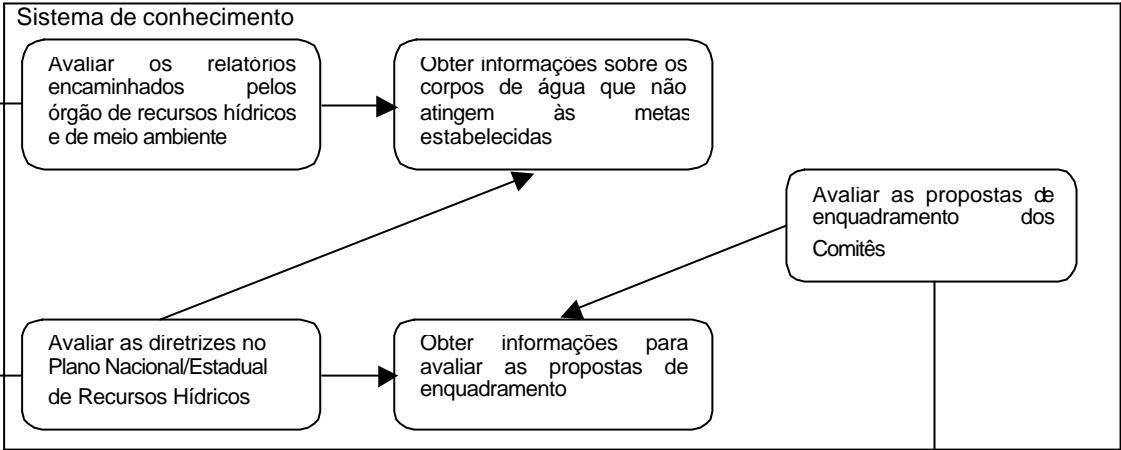 Sistema de conhecimento
Avaliar os relatórios
encaminhados pelos
órgão de recursos hídricos
e de meio ambiente
Obter informações sobre os
corpos de água que não
atingem às metas
estabelecidas
Avaliar as propostas de
enquadramento dos
Comitês
Avaliar as diretrizes no
Plano Nacional/Estadual
de Recursos Hídricos
Obter informações para
avaliar as propostas de
enquadramento